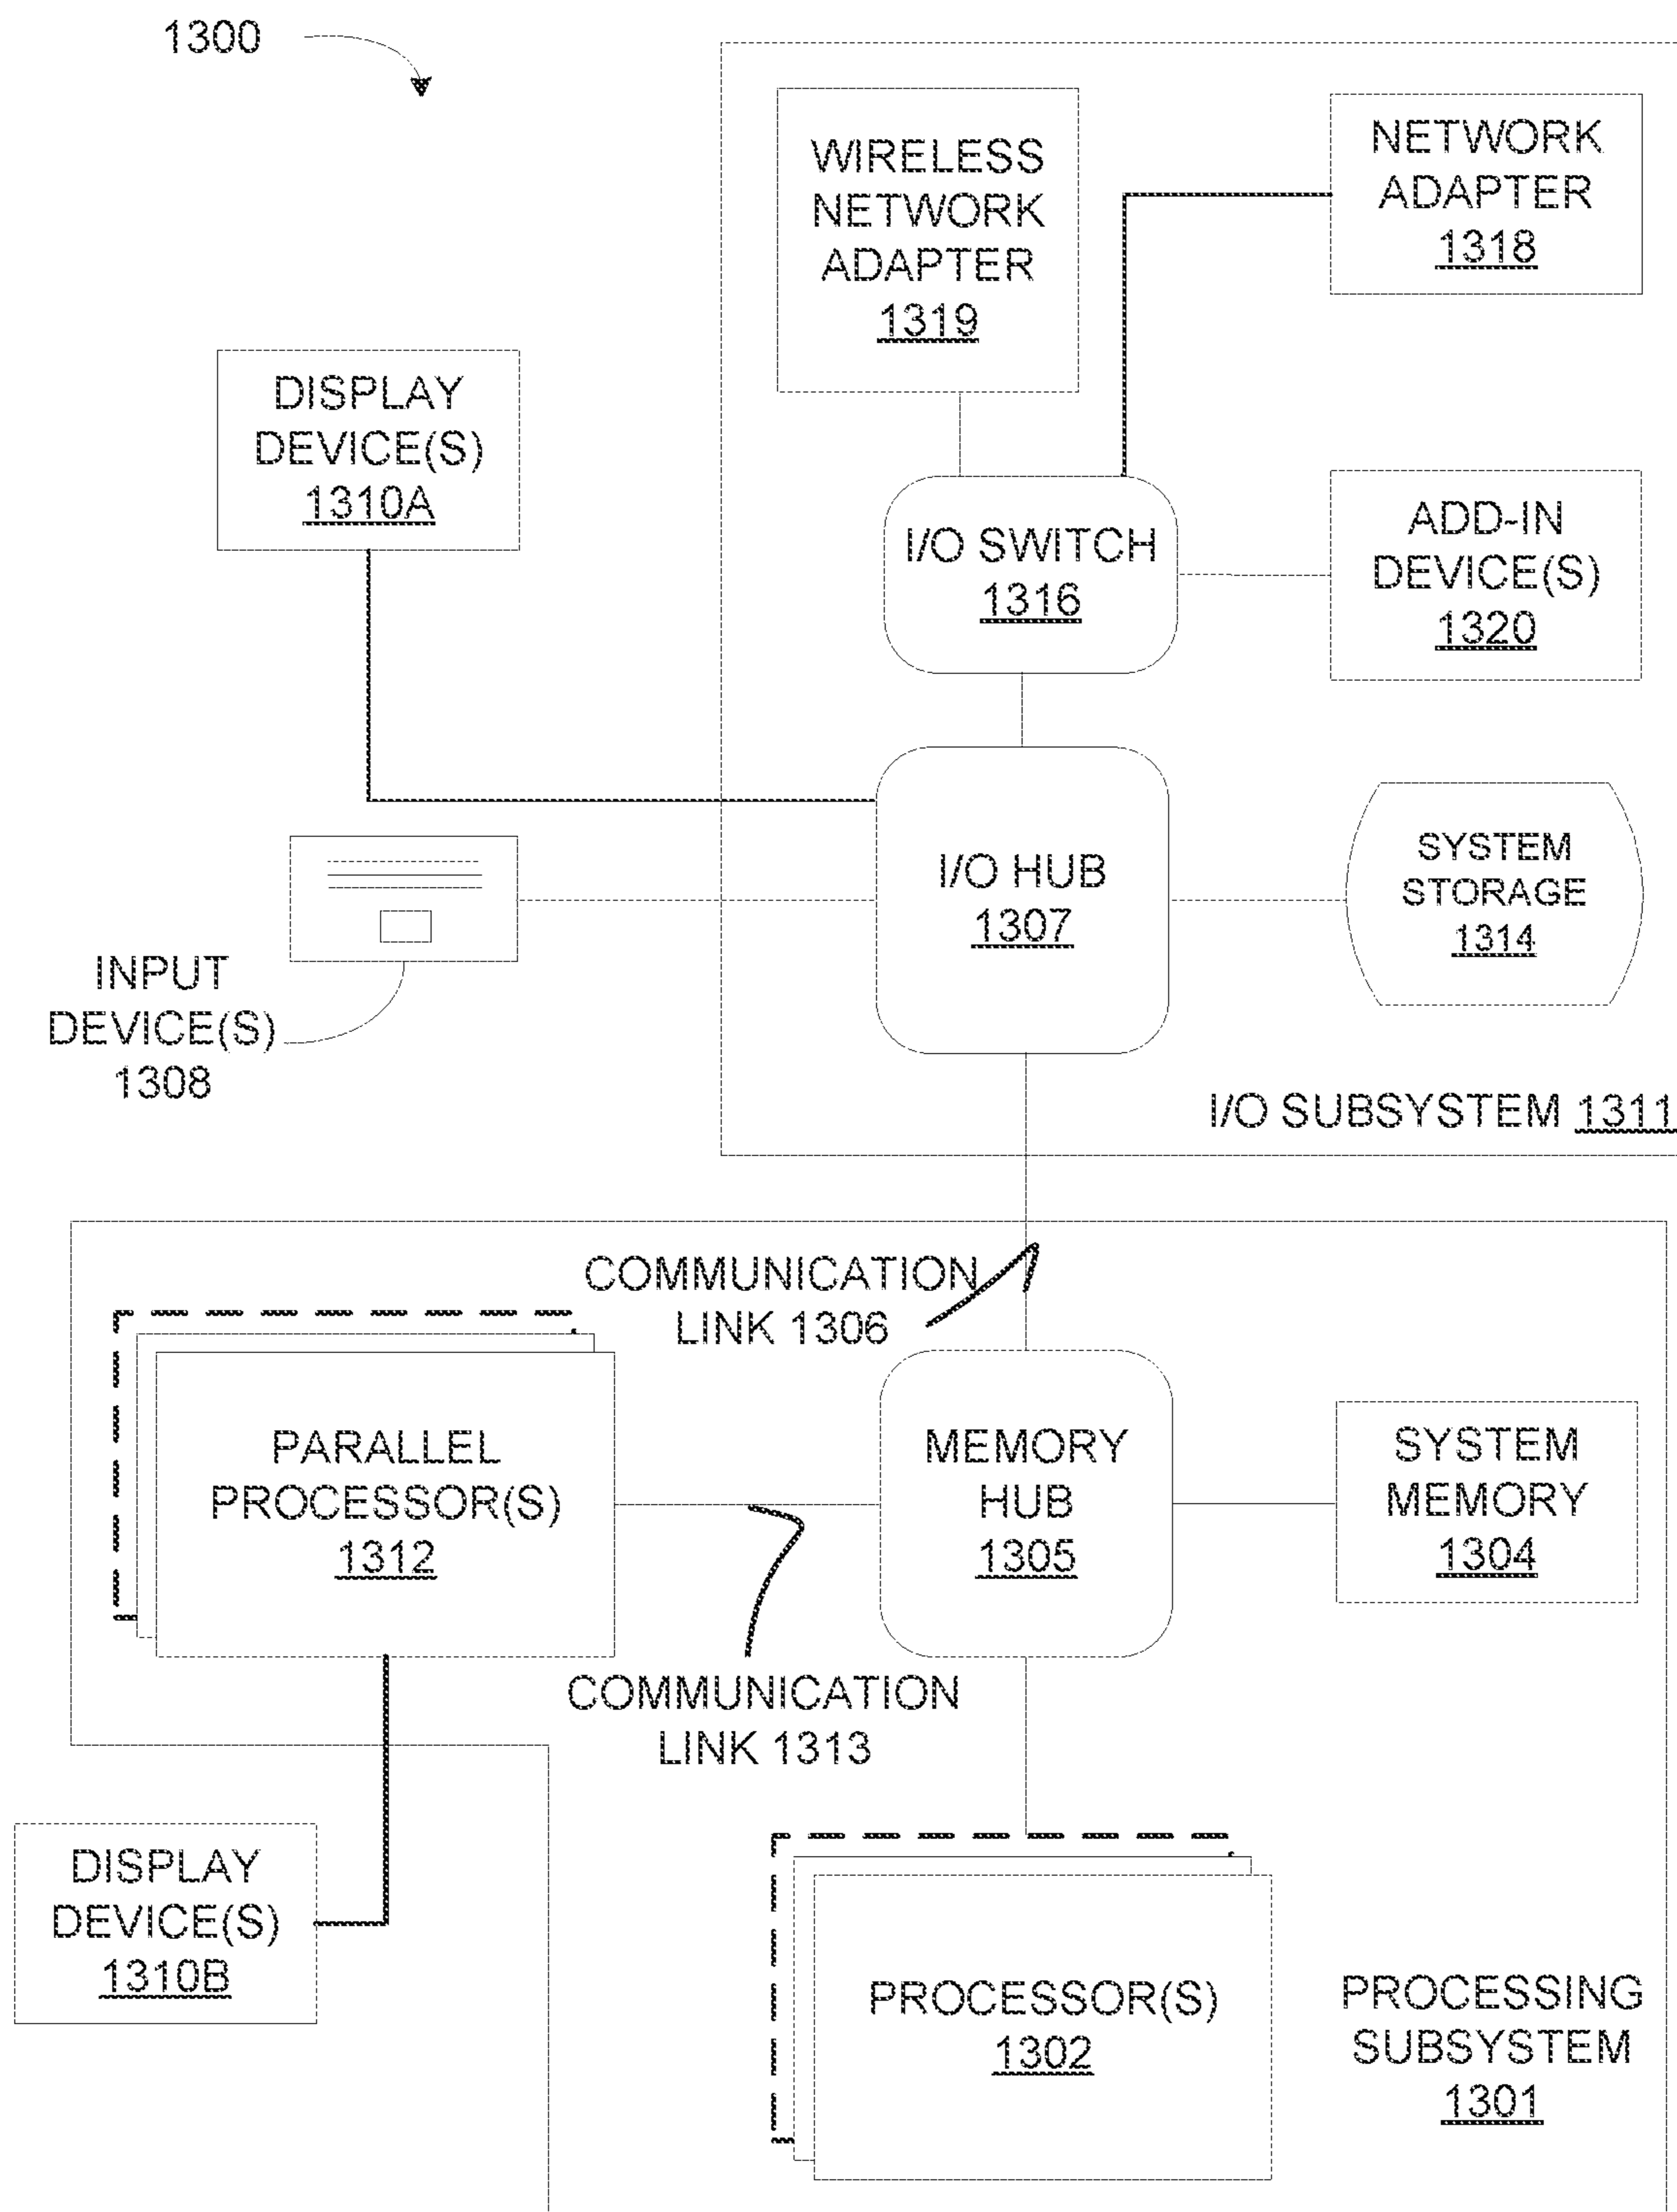 1300
WIRELESS
NETWORK
ADAPTER
1319
NETWORK
ADAPTER
1318
DISPLAY
DEVICE(S)
1310A
I/O SWITCH
1316
ADD-IN
DEVICE(S)
1320
I/O HUB
1307
SYSTEM
STORAGE
1314
INPUT
DEVICE(S)
1308
I/O SUBSYSTEM 1311
COMMUNICATION
LINK 1306
PARALLEL
PROCESSOR(S)
1312
MEMORY
HUB
1305
SYSTEM
MEMORY
1304
COMMUNICATION
LINK 1313
DISPLAY
DEVICE(S)
1310B
PROCESSOR(S)
1302
PROCESSING
SUBSYSTEM
1301